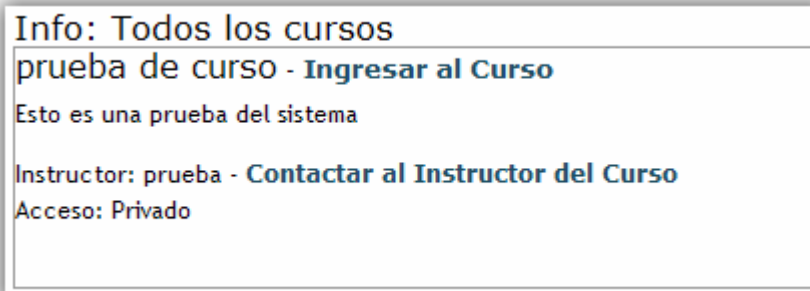 Info: Todos los cursos
prueba de curso - Ingresar al Curso
Esto es una prueba del sistema
Instructor: prueba - Contactar al Instructor del Curso
Acceso: Privado